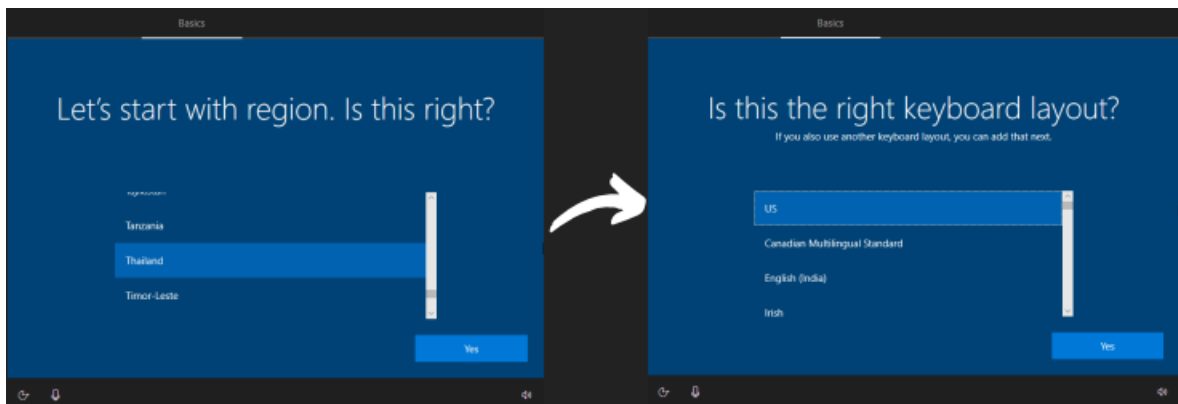 Basics
Let's start with region. Is this right?
Tanzania
Thailand
Timor-Leste
Yes
Basics
Is this the right keyboard layout?
If you also use another keyboard layout, you can add that next.
US
Canadian Multilingual Standard
English (India)
Irish
Yes